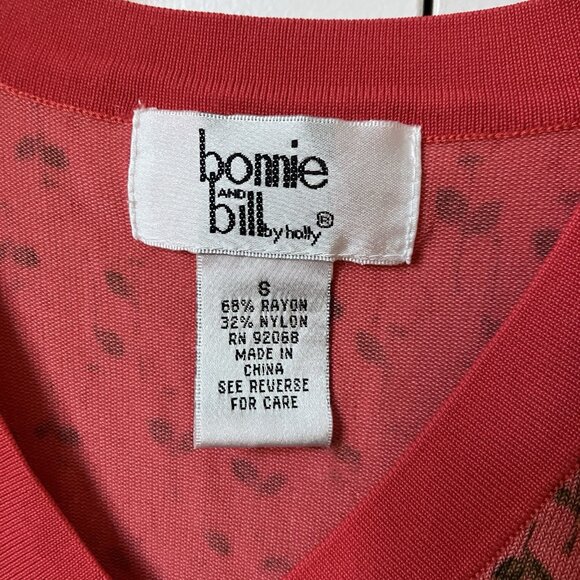 bonnie
AND
bill
by holly ®
S
68% RAYON
32% NYLON
RN 92068
MADE IN
CHINA
SEE REVERSE
FOR CARE